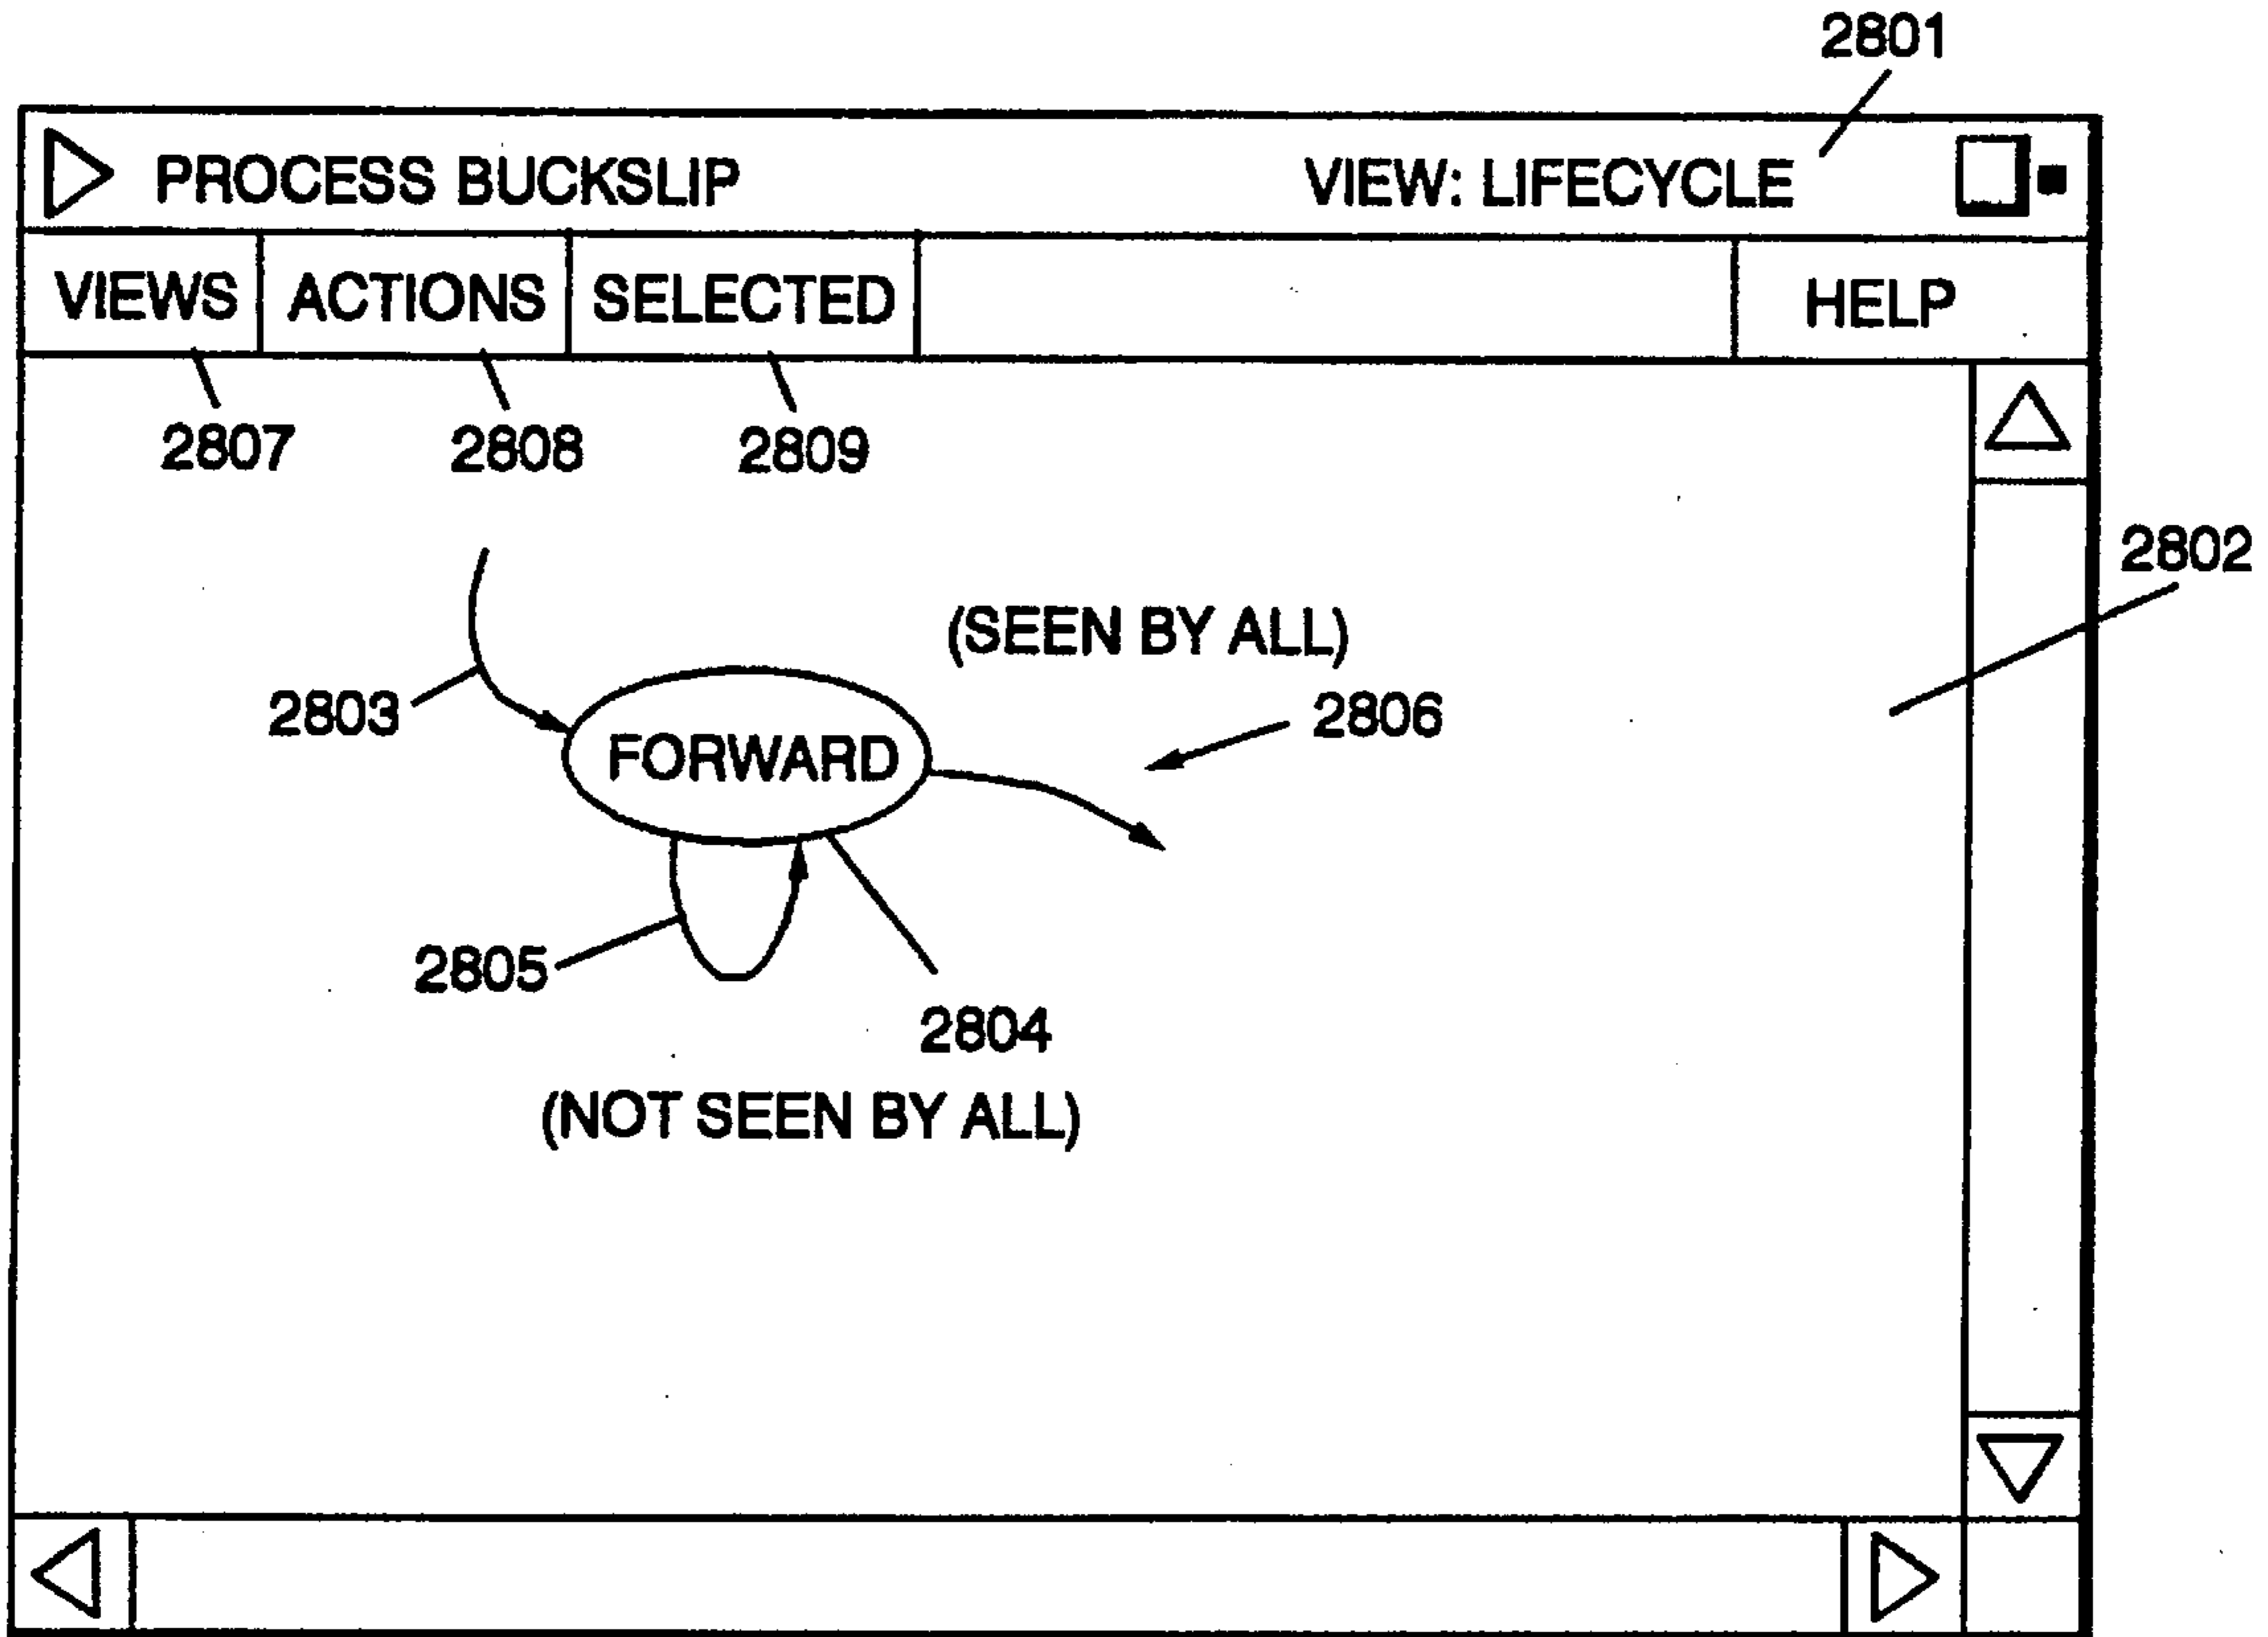 2801
PROCESS BUCKSLIP VIEW: LIFECYCLE
VIEWS ACTIONS SELECTED HELP
2807 2808 2809
2802
(SEEN BY ALL)
2803 2806
FORWARD
2805
2804
(NOT SEEN BY ALL)